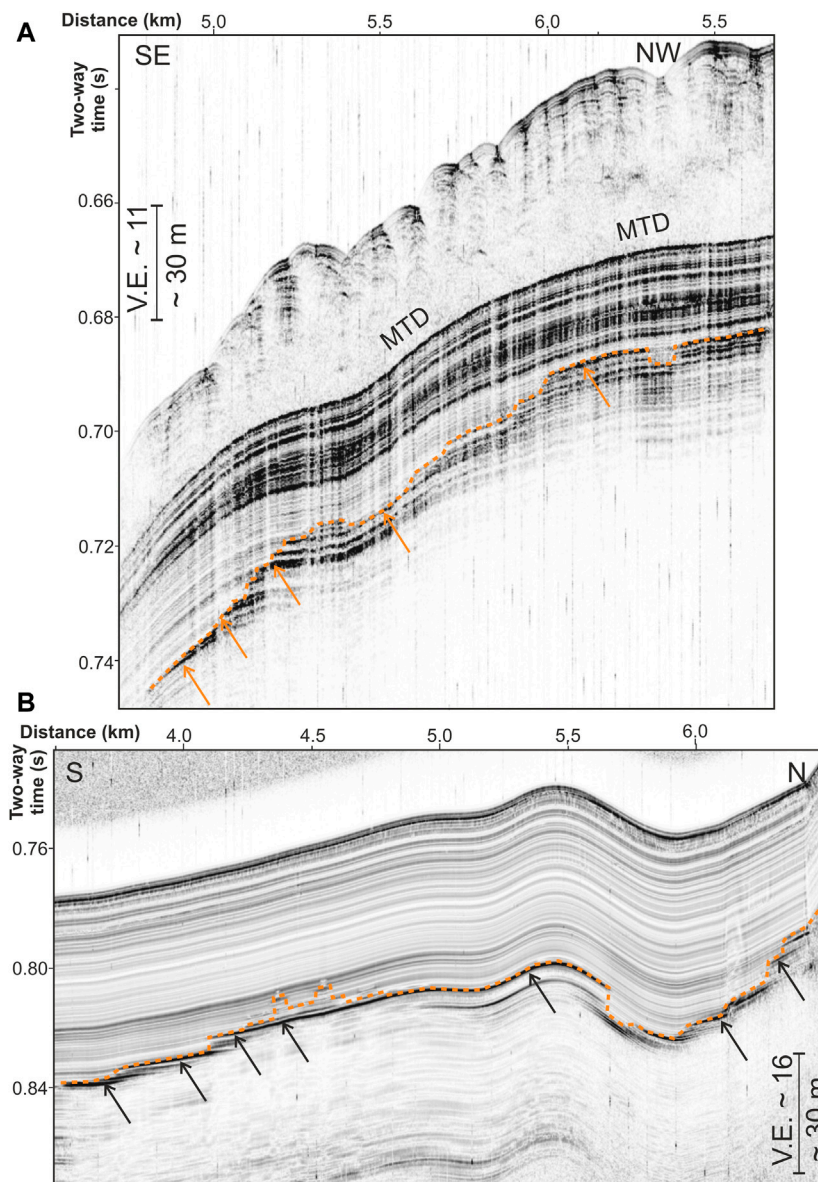 A
Distance (km) 5.0 5.5 6.0 5.5
SE NW
Two-way
time (s)
0.66
V.E. ~ 11
~ 30 m
MTD
0.68
MTD
0.70
0.72
0.74
B
Distance (km) 4.0 4.5 5.0 5.5 6.0
S N
Two-way
time (s)
0.76
0.80
0.84
V.E. ~ 16
~ 30 m